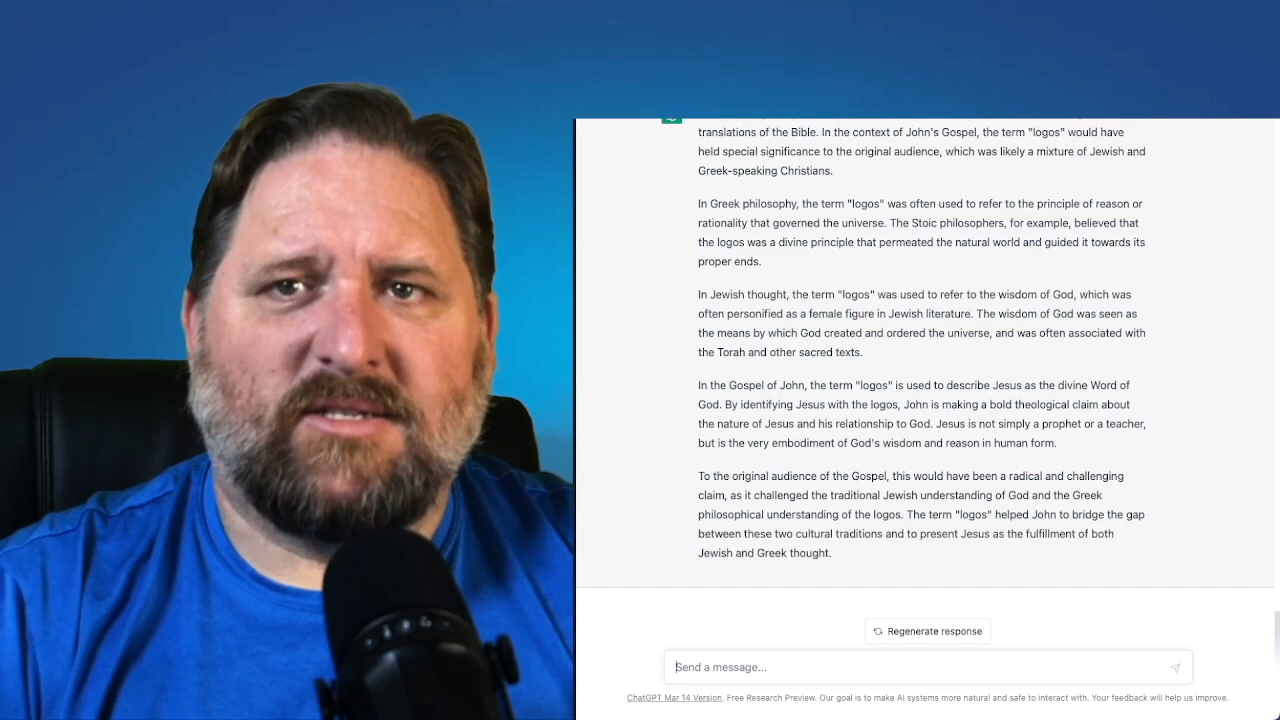 translations of the Bible. In the context of John's Gospel, the term "logos" would have
held special significance to the original audience, which was likely a mixture of Jewish and
Greek-speaking Christians.
In Greek philosophy, the term "logos" was often used to refer to the principle of reason or
rationality that governed the universe. The Stoic philosophers, for example, believed that
the logos was a divine principle that permeated the natural world and guided it towards its
proper ends.
In Jewish thought, the term "logos" was used to refer to the wisdom of God, which was
often personified as a female figure in Jewish literature. The wisdom of God was seen as
the means by which God created and ordered the universe, and was often associated with
the Torah and other sacred texts.
In the Gospel of John, the term "logos" is used to describe Jesus as the divine Word of
God. By identifying Jesus with the logos, John is making a bold theological claim about
the nature of Jesus and his relationship to God. Jesus is not simply a prophet or a teacher,
but is the very embodiment of God's wisdom and reason in human form.
To the original audience of the Gospel, this would have been a radical and challenging
claim, as it challenged the traditional Jewish understanding of God and the Greek
philosophical understanding of the logos. The term "logos" helped John to bridge the gap
between these two cultural traditions and to present Jesus as the fulfillment of both
Jewish and Greek thought.
Regenerate response
Send a message...
ChatGPT Mar 14 Version. Free Research Preview. Our goal is to make AI systems more natural and safe to interact with. Your feedback will help us improve.